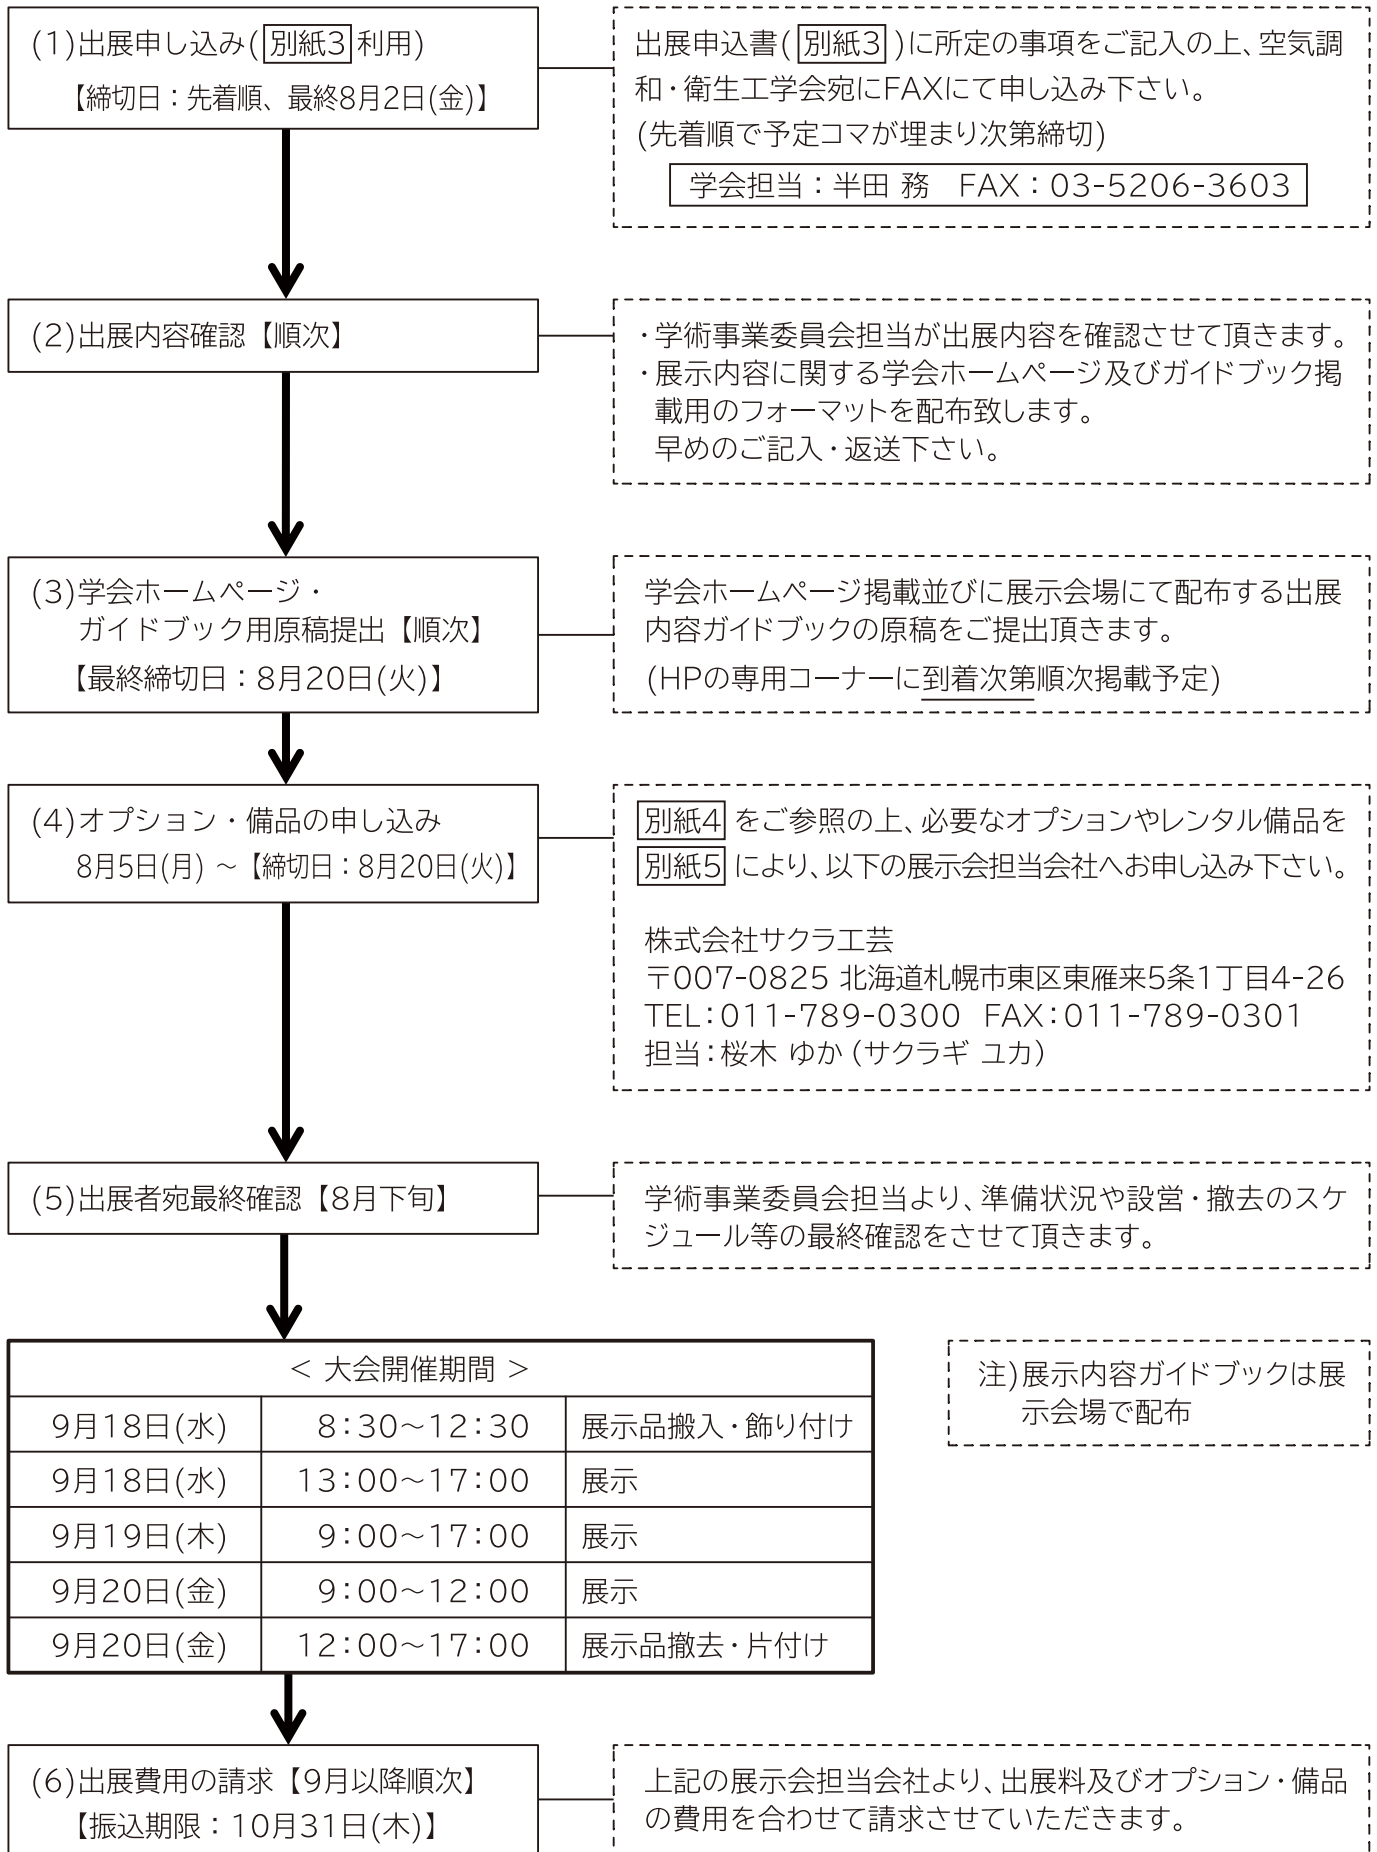 (1)出展申し込み(別紙3利用)
【締切日：先着順、最終8月2日(金)】
出展申込書(別紙3)に所定の事項をご記入の上、空気調
和・衛生工学会宛にFAXにて申し込み下さい。
(先着順で予定コマが埋まり次第締切)
学会担当：半田 務　FAX：03-5206-3603
(2)出展内容確認【順次】
・学術事業委員会担当が出展内容を確認させて頂きます。
・展示内容に関する学会ホームページ及びガイドブック掲
載用のフォーマットを配布致します。
早めのご記入・返送下さい。
(3)学会ホームページ・
ガイドブック用原稿提出【順次】
【最終締切日：8月20日(火)】
学会ホームページ掲載並びに展示会場にて配布する出展
内容ガイドブックの原稿をご提出頂きます。
(HPの専用コーナーに到着次第順次掲載予定)
(4)オプション・備品の申し込み
8月5日(月) ～【締切日：8月20日(火)】
別紙4 をご参照の上、必要なオプションやレンタル備品を
別紙5 により、以下の展示会担当会社へお申し込み下さい。
株式会社サクラ工芸
〒007-0825 北海道札幌市東区東雁来5条1丁目4-26
TEL：011-789-0300 FAX：011-789-0301
担当：桜木 ゆか（サクラギ ユカ）
(5)出展者宛最終確認【8月下旬】
学術事業委員会担当より、準備状況や設営・撤去のスケ
ジュール等の最終確認をさせて頂きます。
＜ 大会開催期間 ＞
9月18日(水) 8：30～12：30 展示品搬入・飾り付け
9月18日(水) 13：00～17：00 展示
9月19日(木) 9：00～17：00 展示
9月20日(金) 9：00～12：00 展示
9月20日(金) 12：00～17：00 展示品撤去・片付け
注)展示内容ガイドブックは展
示会場で配布
(6)出展費用の請求【9月以降順次】
【振込期限：10月31日(木)】
上記の展示会担当会社より、出展料及びオプション・備品
の費用を合わせて請求させていただきます。